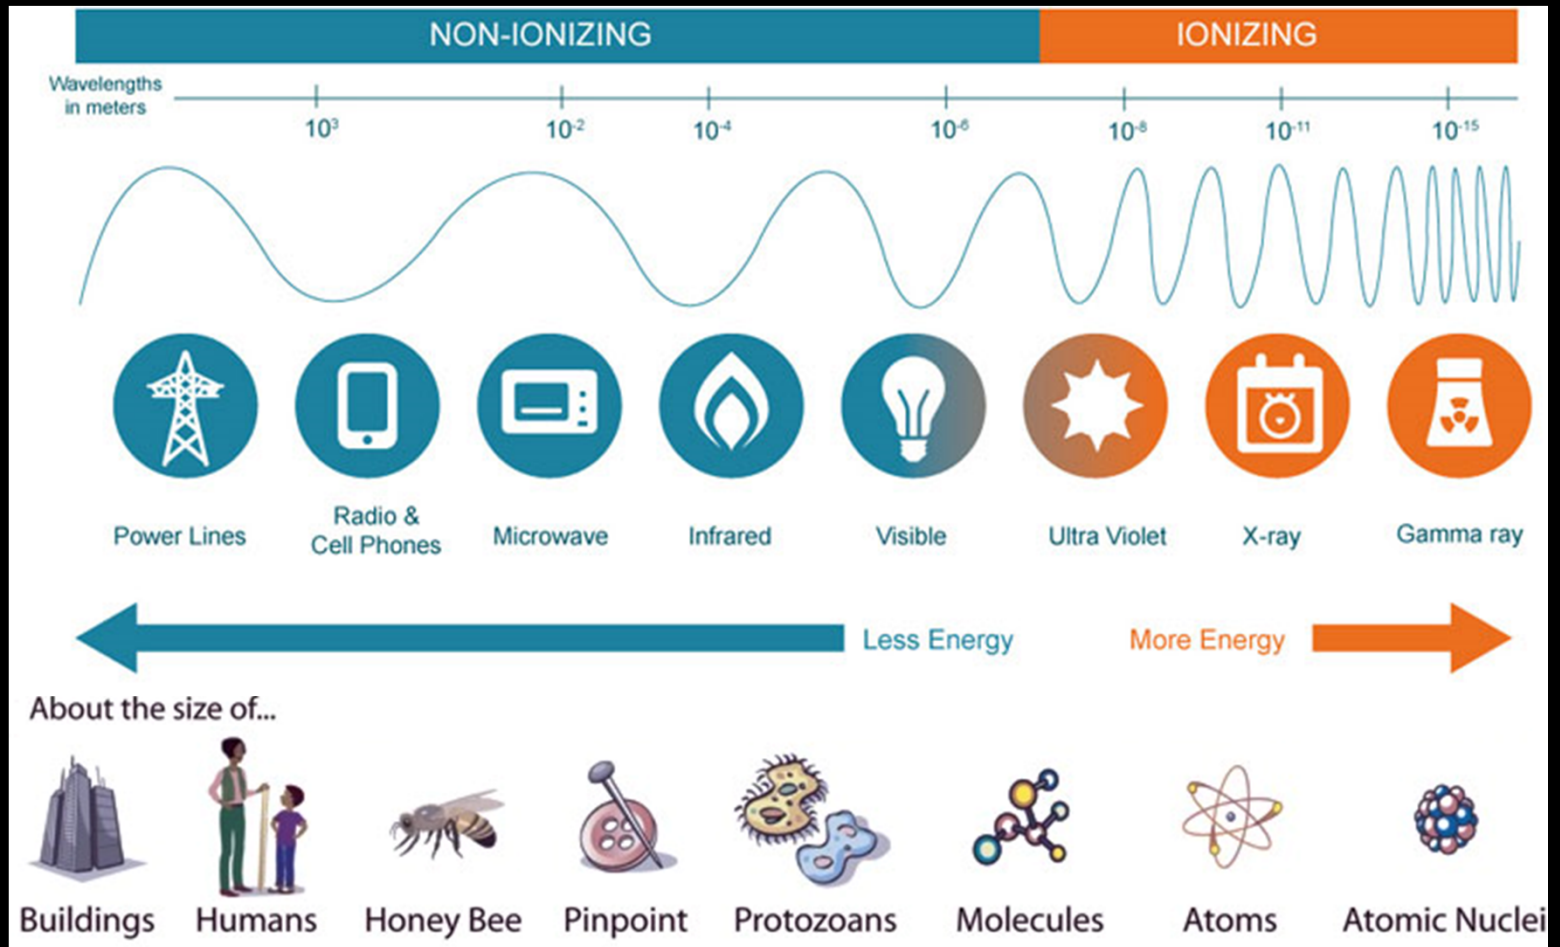 NON-IONIZING
IONIZING
Wavelengths
in meters
10³
10⁻²
10⁻⁴
10⁻⁶
10⁻⁸
10⁻¹¹
10⁻¹⁵
Power Lines
Radio &
Cell Phones
Microwave
Infrared
Visible
Ultra Violet
X-ray
Gamma ray
Less Energy
More Energy
About the size of...
Buildings
Humans
Honey Bee
Pinpoint
Protozoans
Molecules
Atoms
Atomic Nuclei